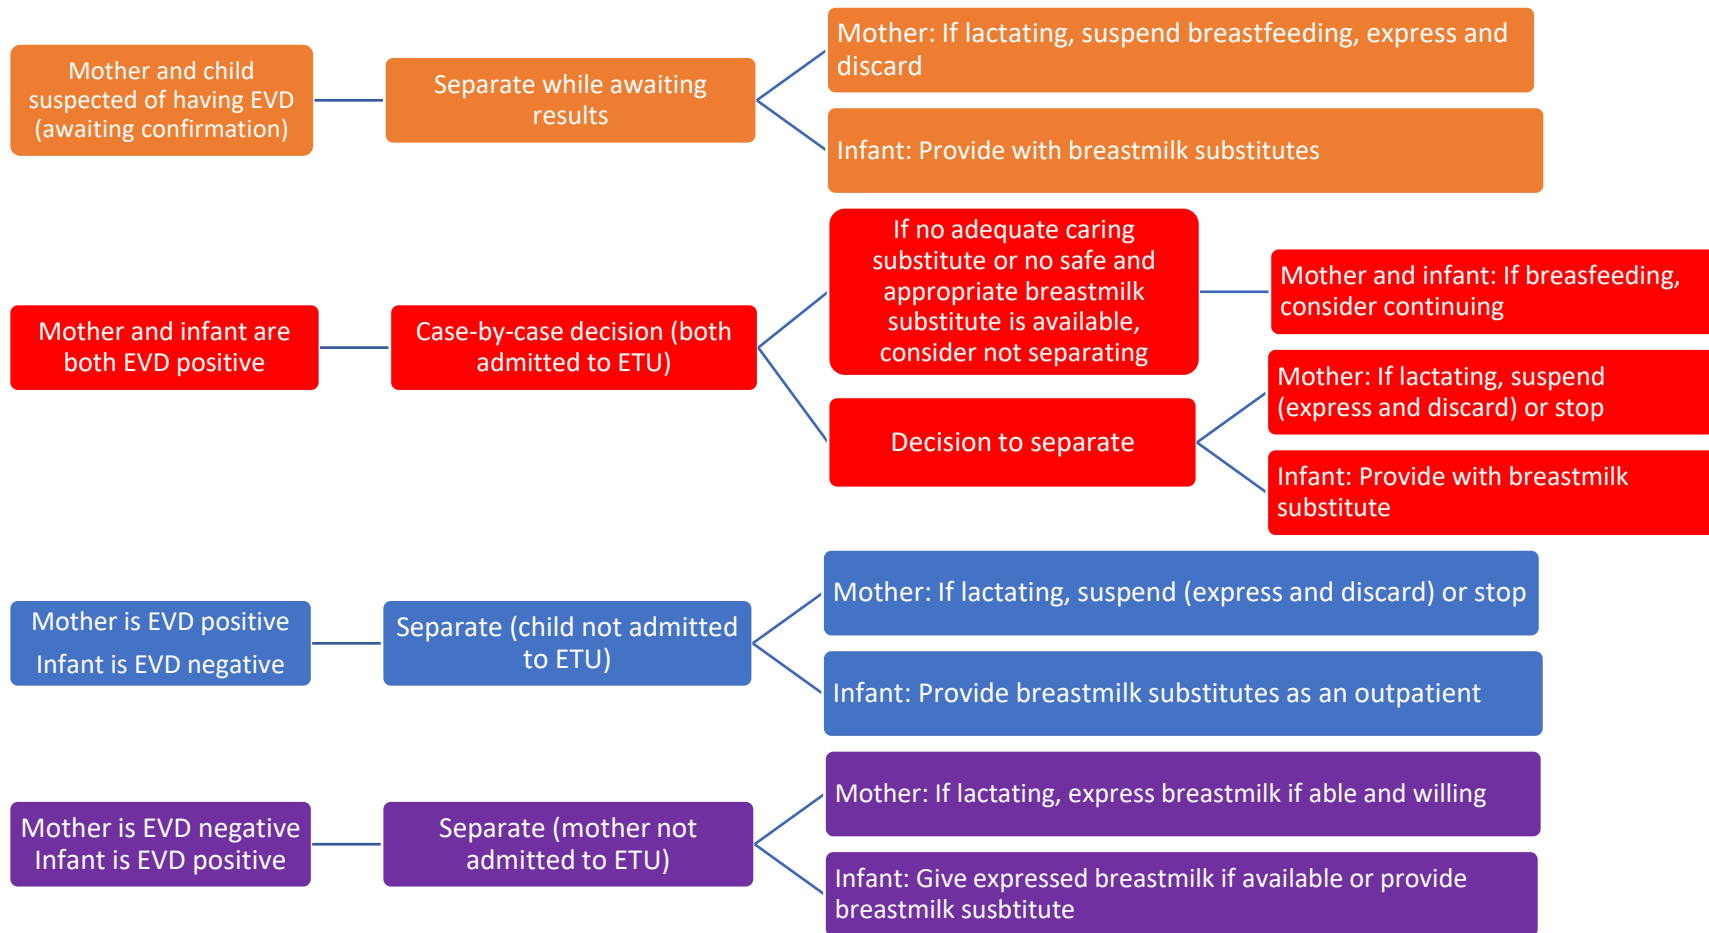 Mother and child
suspected of having EVD
(awaiting confirmation)
Separate while awaiting
results
Mother: If lactating, suspend breastfeeding, express and
discard
Infant: Provide with breastmilk substitutes
Mother and infant are
both EVD positive
Case-by-case decision (both
admitted to ETU)
If no adequate caring
substitute or no safe and
appropriate breastmilk
substitute is available,
consider not separating
Mother and infant: If breasfeeding,
consider continuing
Decision to separate
Mother: If lactating, suspend
(express and discard) or stop
Infant: Provide with breastmilk
substitute
Mother is EVD positive
Infant is EVD negative
Separate (child not admitted
to ETU)
Mother: If lactating, suspend (express and discard) or stop
Infant: Provide breastmilk substitutes as an outpatient
Mother is EVD negative
Infant is EVD positive
Separate (mother not
admitted to ETU)
Mother: If lactating, express breastmilk if able and willing
Infant: Give expressed breastmilk if available or provide
breastmilk susbtitute